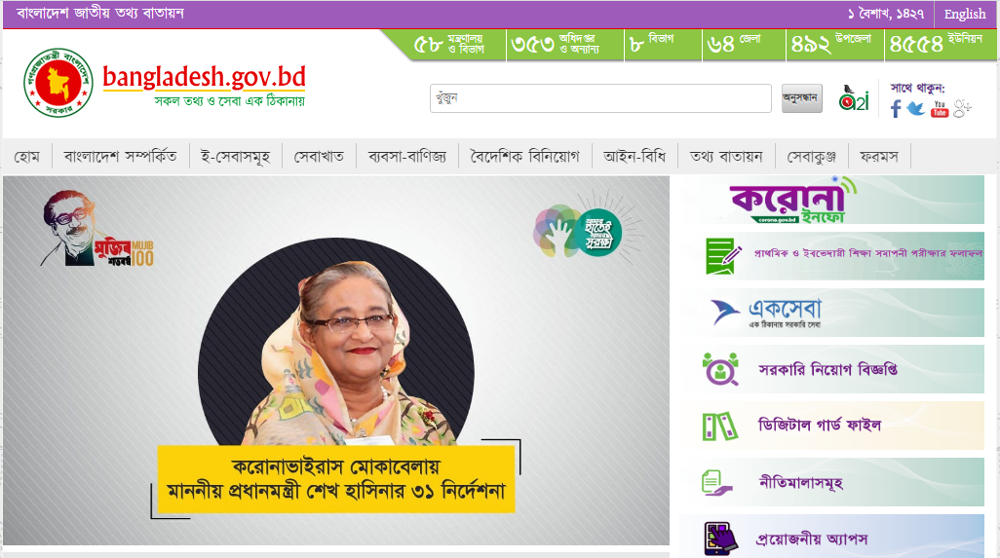 বাংলাদেশ জাতীয় তথ্য বাতায়ন
১ বৈশাখ, ১৪২৭
English
৫৮ মন্ত্রণালয় ও বিভাগ
৩৫৩ অধিদপ্তর ও অন্যান্য
৮ বিভাগ
৬৪ জেলা
৪৯২ উপজেলা
৪৫৫৪ ইউনিয়ন
গণপ্রজাতন্ত্রী বাংলাদেশ সরকার
bangladesh.gov.bd
সকল তথ্য ও সেবা এক ঠিকানায়
খুঁজুন
অনুসন্ধান
a2i
সাথে থাকুন:
You Tube
হোম
বাংলাদেশ সম্পর্কিত
ই-সেবাসমূহ
সেবাখাত
ব্যবসা-বাণিজ্য
বৈদেশিক বিনিয়োগ
আইন-বিধি
তথ্য বাতায়ন
সেবাকুঞ্জ
ফরমস
মুজিব শতবর্ষ
MUJIB 100
করোনাভাইরাস মোকাবেলায়
মাননীয় প্রধানমন্ত্রী শেখ হাসিনার ৩১ নির্দেশনা
করোনা
ইনফো
corona.gov.bd
প্রাথমিক ও ইবতেদায়ী শিক্ষা সমাপনী পরীক্ষার ফলাফল
একসেবা
এক ঠিকানায় সরকারি সেবা
সরকারি নিয়োগ বিজ্ঞপ্তি
ডিজিটাল গার্ড ফাইল
নীতিমালাসমূহ
প্রয়োজনীয় অ্যাপস